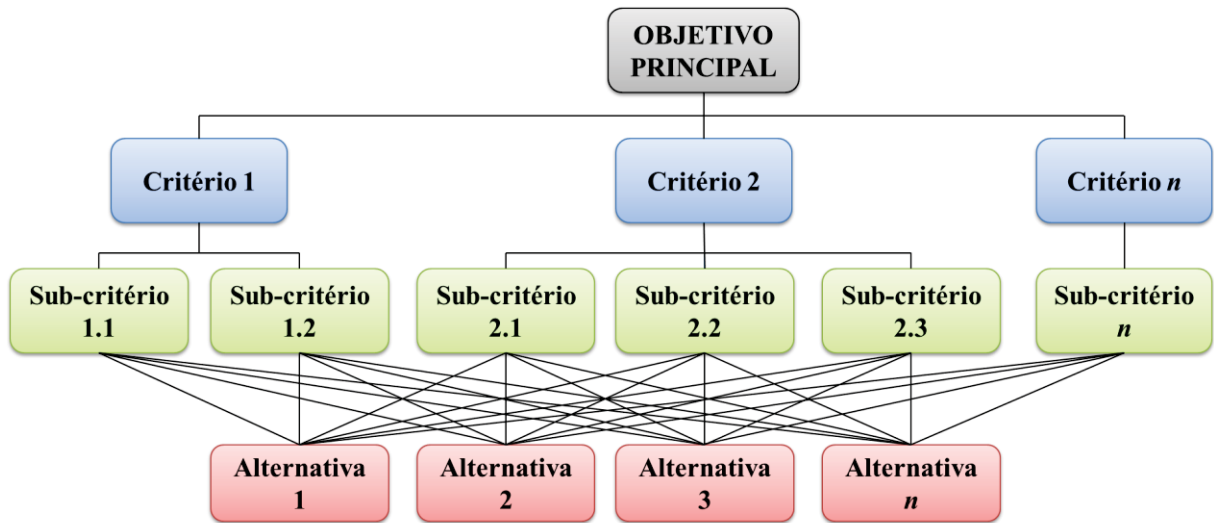 OBJETIVO
PRINCIPAL
Critério 1
Critério 2
Critério n
Sub-critério
1.1
Sub-critério
1.2
Sub-critério
2.1
Sub-critério
2.2
Sub-critério
2.3
Sub-critério
n
Alternativa
1
Alternativa
2
Alternativa
3
Alternativa
n